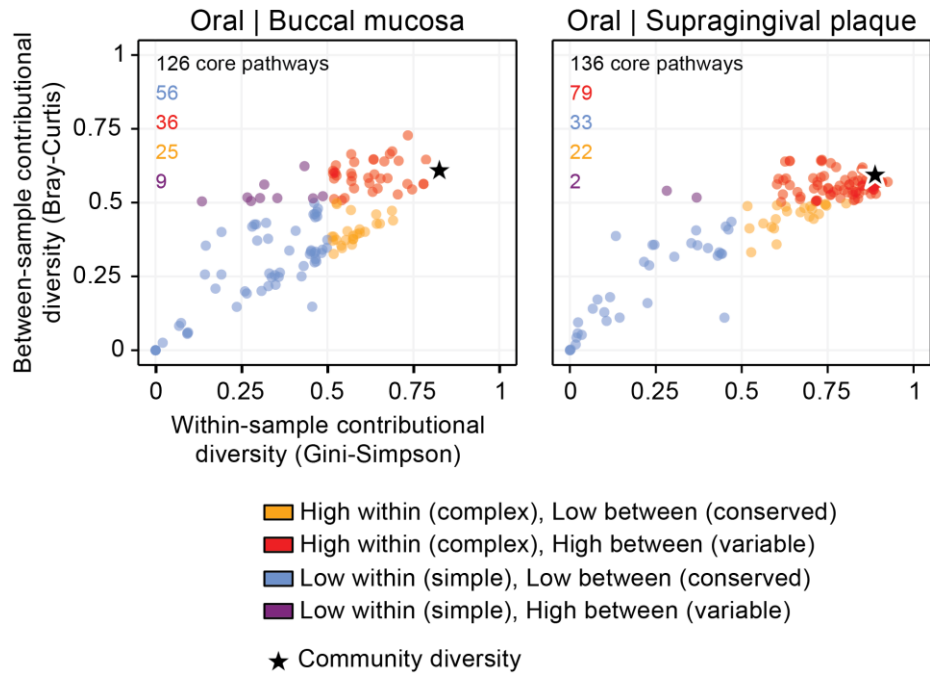 Oral | Buccal mucosa
Oral | Supragingival plaque
Between-sample contributional
diversity (Bray-Curtis)
1
0.75
0.5
0.25
0
126 core pathways
56
36
25
9
136 core pathways
79
33
22
2
0 0.25 0.5 0.75 1
0 0.25 0.5 0.75 1
Within-sample contributional
diversity (Gini-Simpson)
High within (complex), Low between (conserved)
High within (complex), High between (variable)
Low within (simple), Low between (conserved)
Low within (simple), High between (variable)
Community diversity